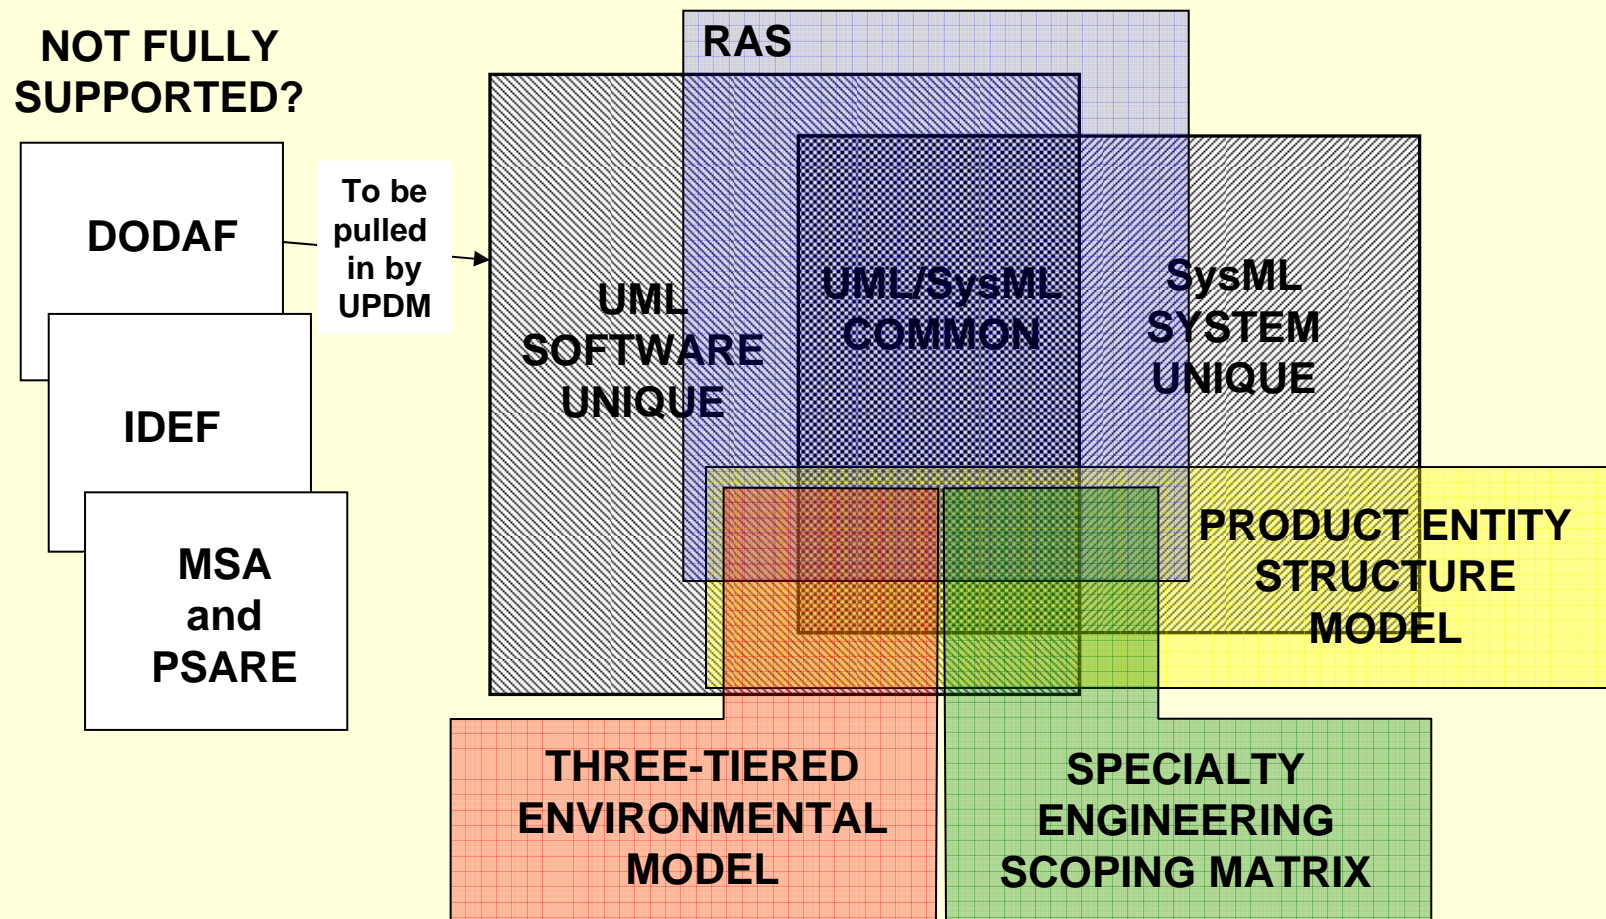 NOT FULLY
SUPPORTED?
DODAF
IDEF
MSA
and
PSARE
To be
pulled
in by
UPDM
RAS
UML
SOFTWARE
UNIQUE
UML/SysML
COMMON
SysML
SYSTEM
UNIQUE
PRODUCT ENTITY
STRUCTURE
MODEL
THREE-TIERED
ENVIRONMENTAL
MODEL
SPECIALTY
ENGINEERING
SCOPING MATRIX